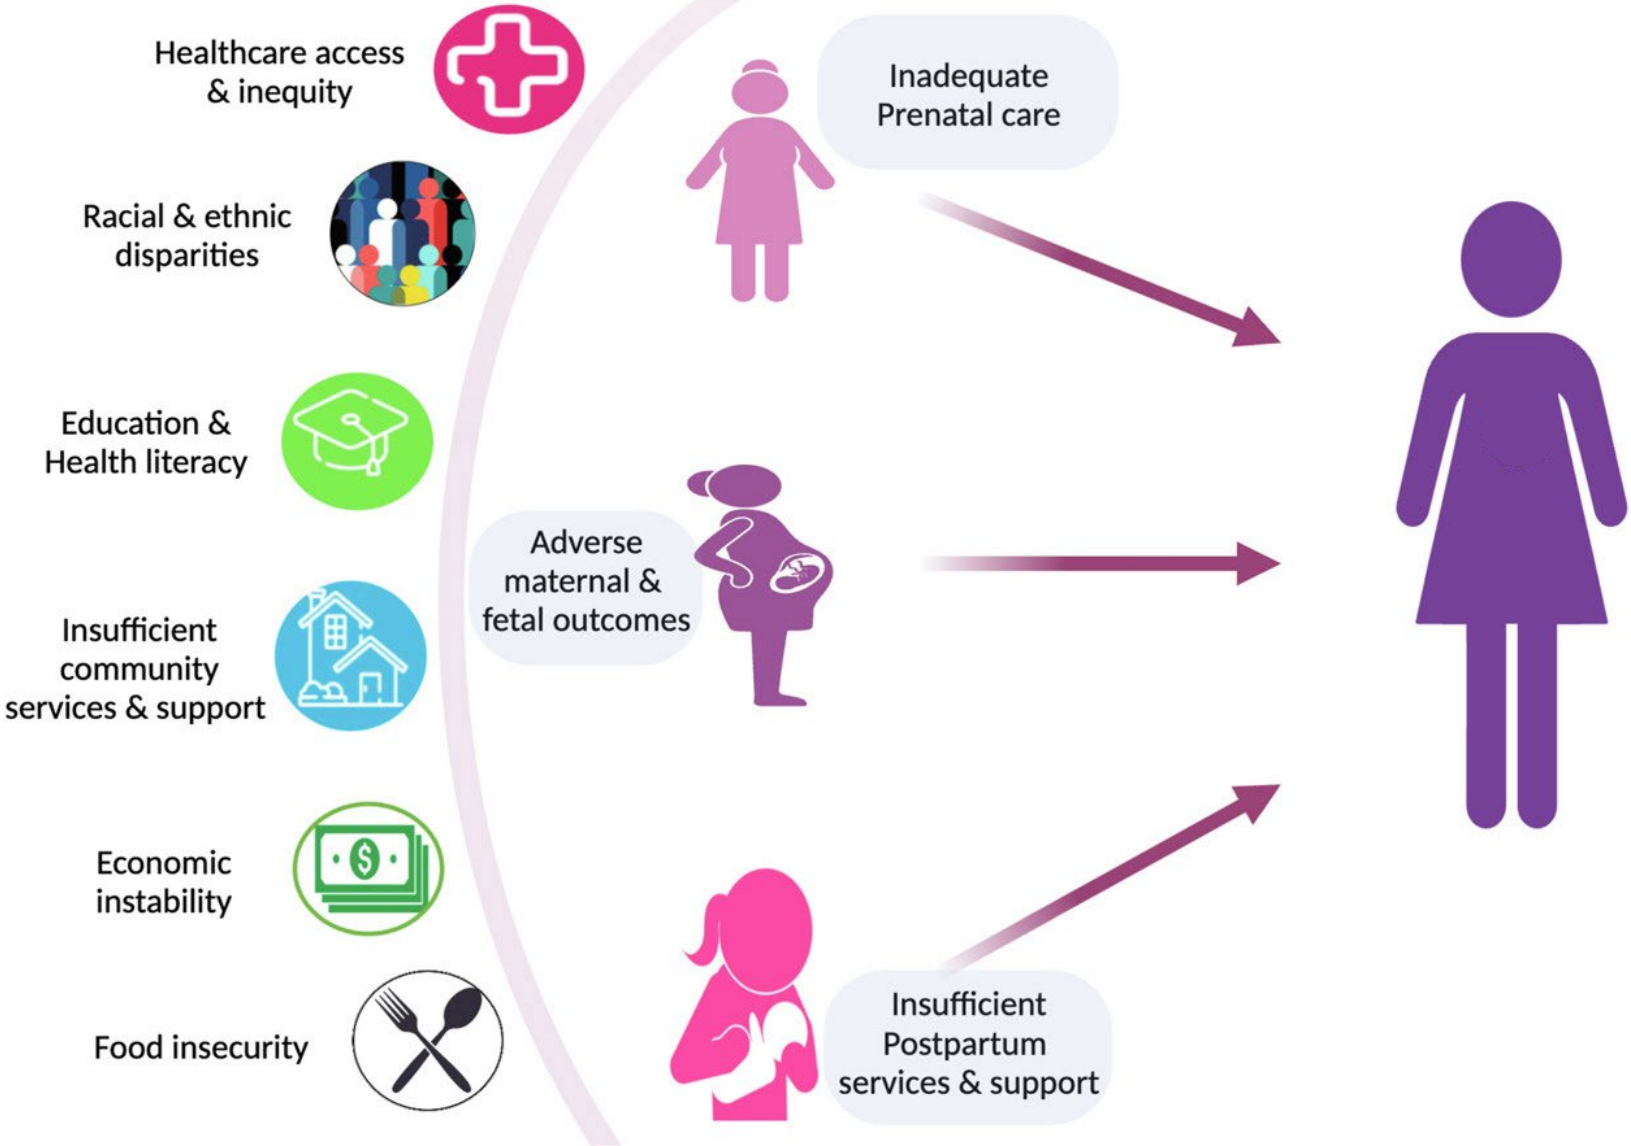 Healthcare access
& inequity
Racial & ethnic
disparities
Education &
Health literacy
Insufficient
community
services & support
Economic
instability
Food insecurity
Inadequate
Prenatal care
Adverse
maternal &
fetal outcomes
Insufficient
Postpartum
services & support